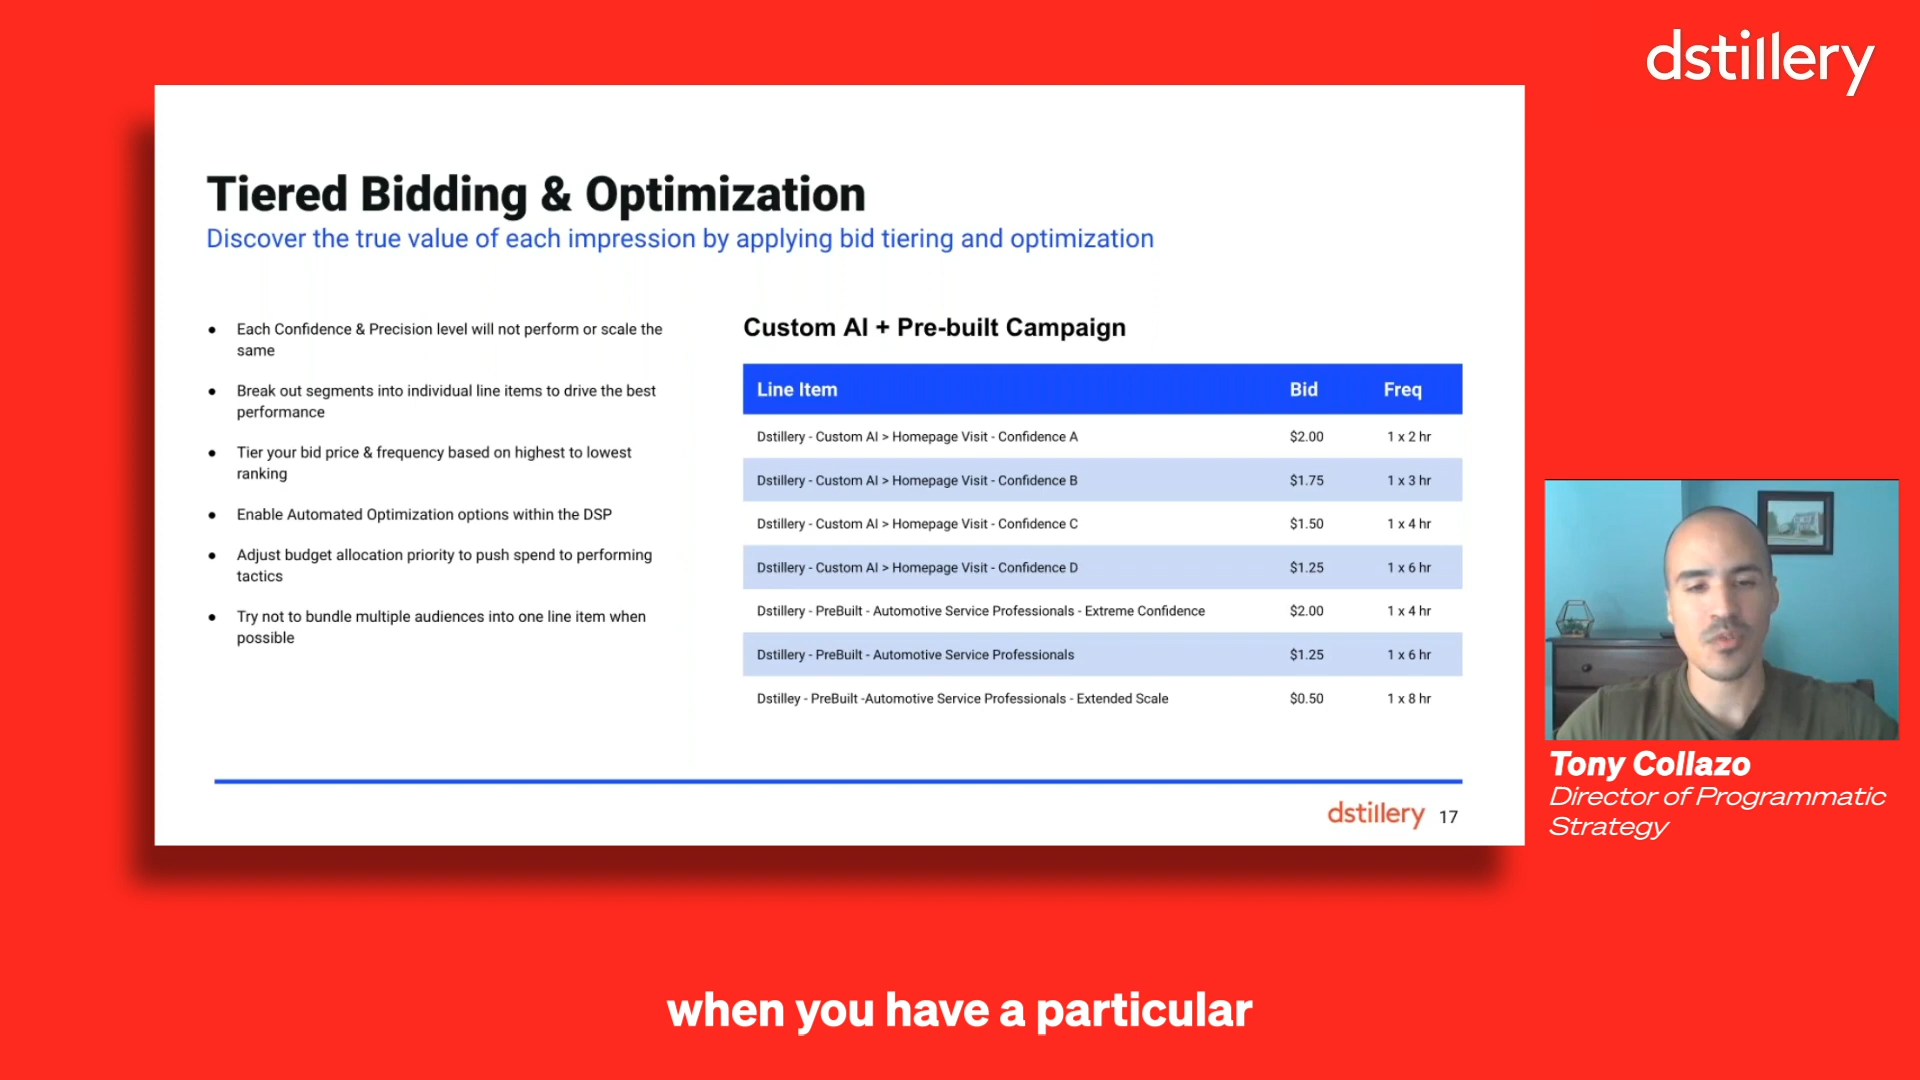 dstillery
Tiered Bidding & Optimization
Discover the true value of each impression by applying bid tiering and optimization
● Each Confidence & Precision level will not perform or scale the
same
● Break out segments into individual line items to drive the best
performance
● Tier your bid price & frequency based on highest to lowest
ranking
● Enable Automated Optimization options within the DSP
● Adjust budget allocation priority to push spend to performing
tactics
● Try not to bundle multiple audiences into one line item when
possible
Custom AI + Pre-built Campaign
Line Item Bid Freq
Dstillery - Custom AI > Homepage Visit - Confidence A $2.00 1 x 2 hr
Dstillery - Custom AI > Homepage Visit - Confidence B $1.75 1 x 3 hr
Dstillery - Custom AI > Homepage Visit - Confidence C $1.50 1 x 4 hr
Dstillery - Custom AI > Homepage Visit - Confidence D $1.25 1 x 6 hr
Dstillery - PreBuilt - Automotive Service Professionals - Extreme Confidence $2.00 1 x 4 hr
Dstillery - PreBuilt - Automotive Service Professionals $1.25 1 x 6 hr
Dstilley - PreBuilt -Automotive Service Professionals - Extended Scale $0.50 1 x 8 hr
dstillery 17
Tony Collazo
Director of Programmatic
Strategy
when you have a particular